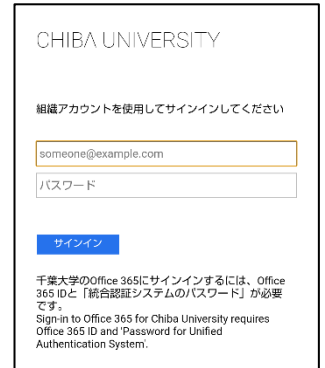 CHIBA UNIVERSITY
組織アカウントを使用してサインインしてください
someone@example.com
パスワード
サインイン
千葉大学のOffice 365にサインインするには、Office
365 IDと「統合認証システムのパスワード」が必要
です。
Sign-in to Office 365 for Chiba University requires
Office 365 ID and 'Password for Unified
Authentication System'.